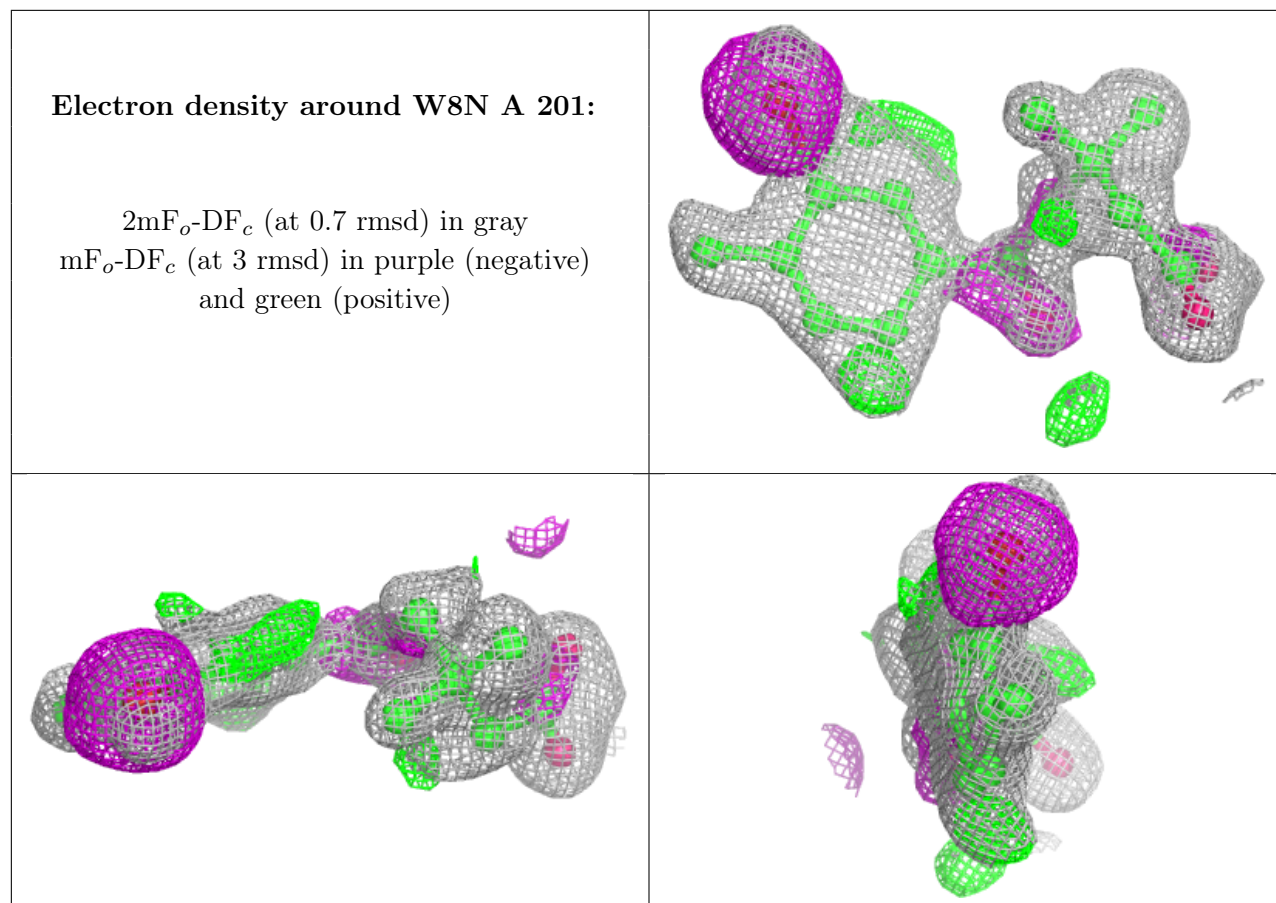 Electron density around W8N A 201:
2mFo-DFc (at 0.7 rmsd) in gray
mFo-DFc (at 3 rmsd) in purple (negative)
and green (positive)